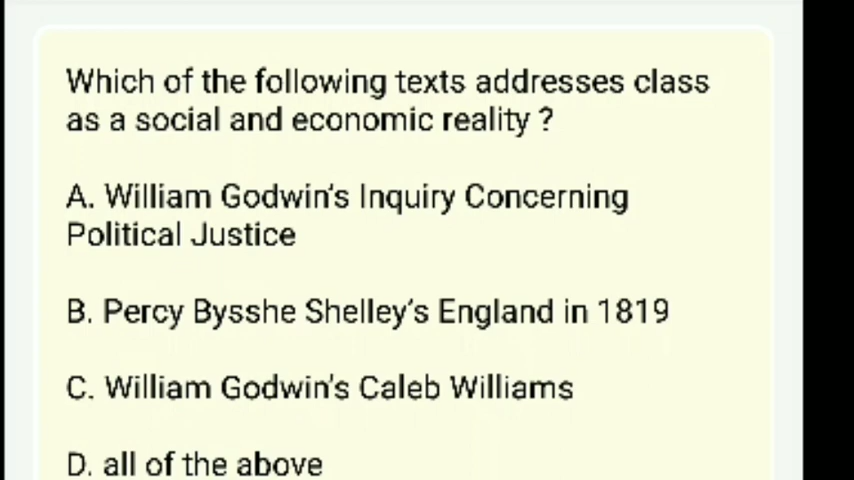 Which of the following texts addresses class
as a social and economic reality ?
A. William Godwin's Inquiry Concerning
Political Justice
B. Percy Bysshe Shelley's England in 1819
C. William Godwin's Caleb Williams
D. all of the above